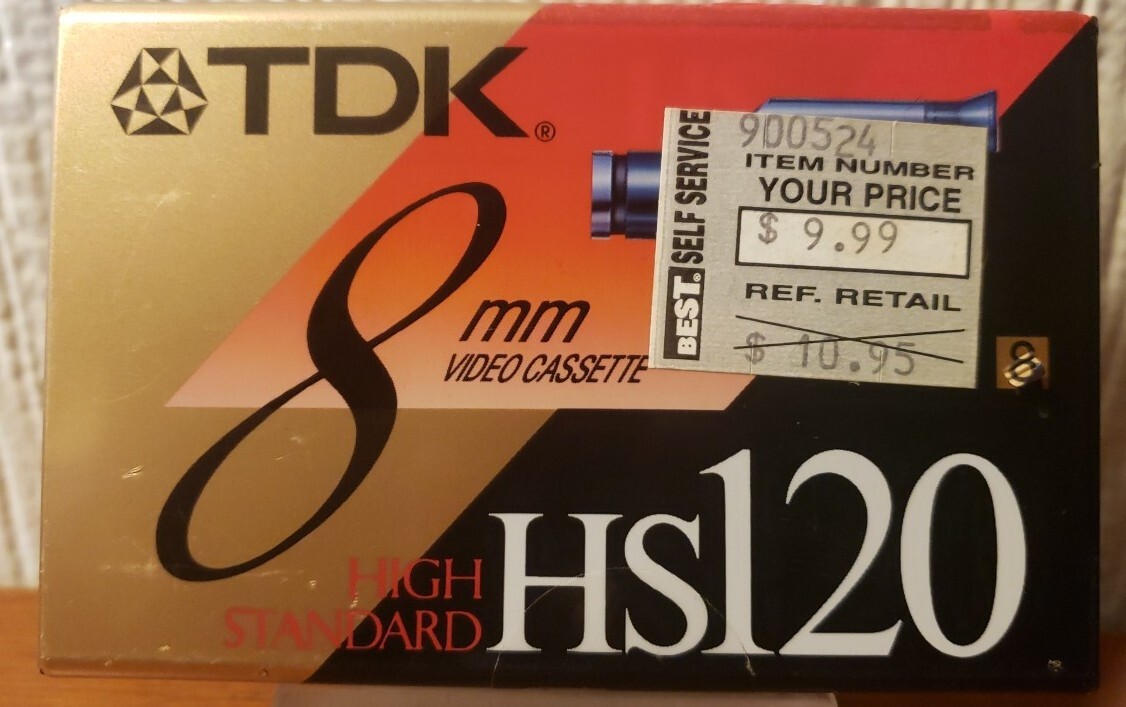 TDK®
8
mm
VIDEO CASSETTE
BEST® SELF SERVICE
900524
ITEM NUMBER
YOUR PRICE
$ 9.99
REF. RETAIL
$ 10.95
8
HIGH
STANDARD
HS120